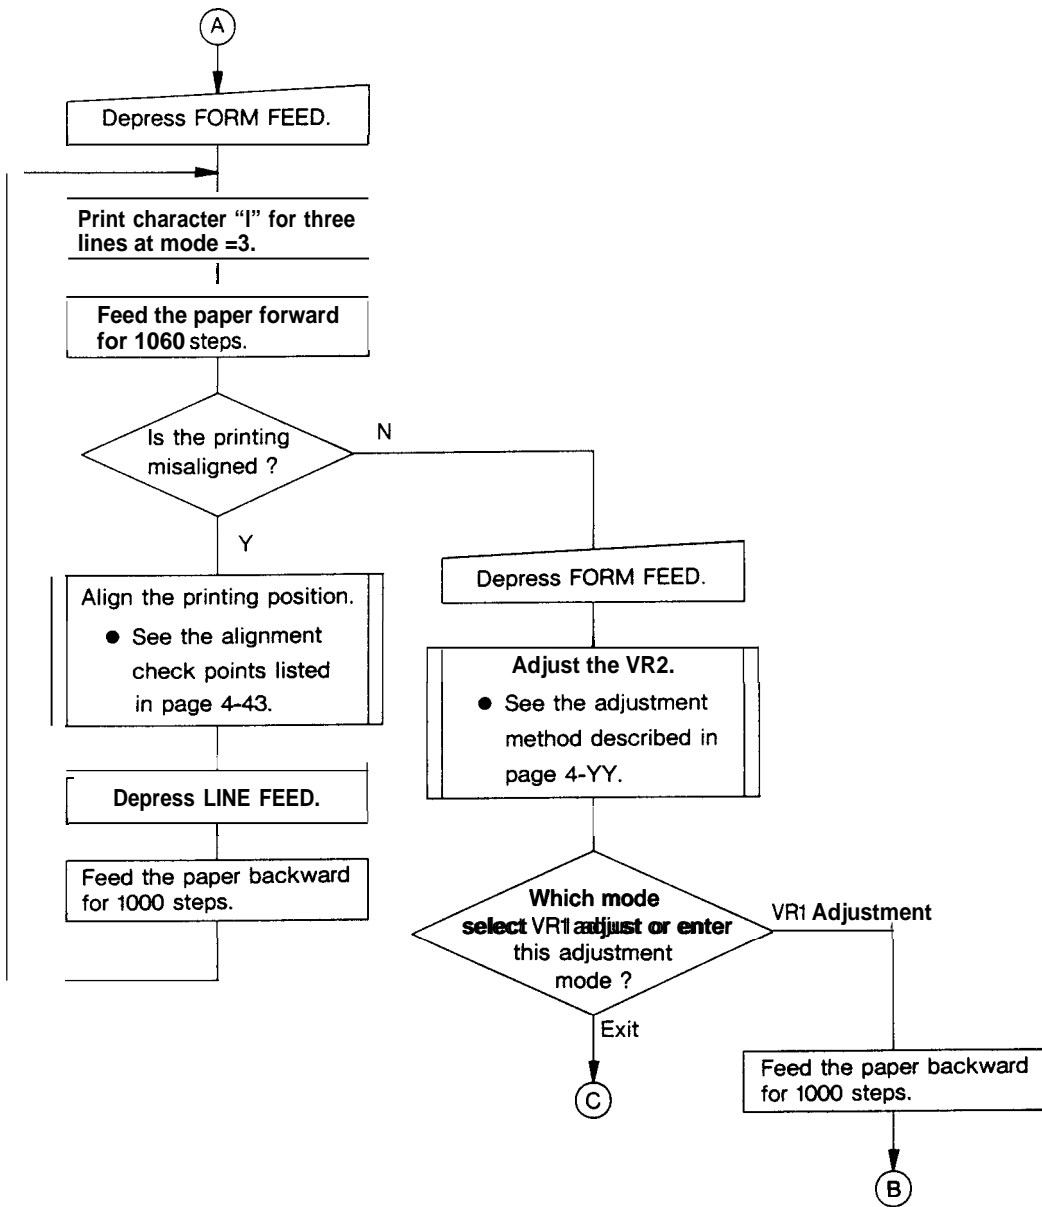 A
Depress FORM FEED.
Print character “I” for three
lines at mode =3.
Feed the paper forward
for 1060 steps.
Is the printing
misaligned ?
N
Y
Align the printing position.
● See the alignment
check points listed
in page 4-43.
Depress LINE FEED.
Feed the paper backward
for 1000 steps.
Depress FORM FEED.
Adjust the VR2.
● See the adjustment
method described in
page 4-YY.
Which mode
select VR1 adjust or enter
this adjustment
mode ?
VR1 Adjustment
Exit
C
Feed the paper backward
for 1000 steps.
B